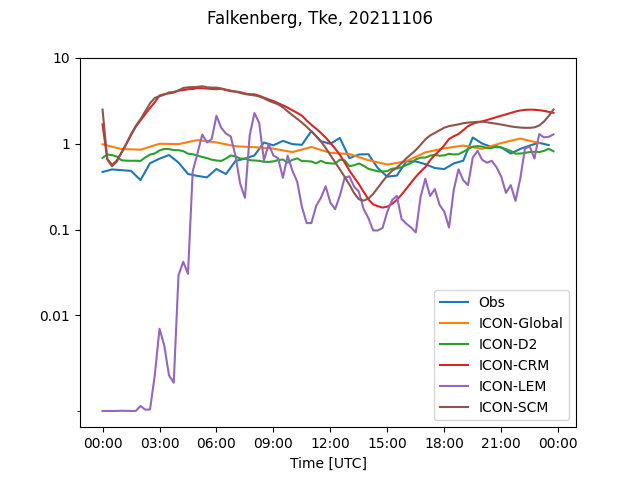 Falkenberg, Tke, 20211106
10
1
0.1
0.01
Obs
ICON-Global
ICON-D2
ICON-CRM
ICON-LEM
ICON-SCM
00:00 03:00 06:00 09:00 12:00 15:00 18:00 21:00 00:00
Time [UTC]